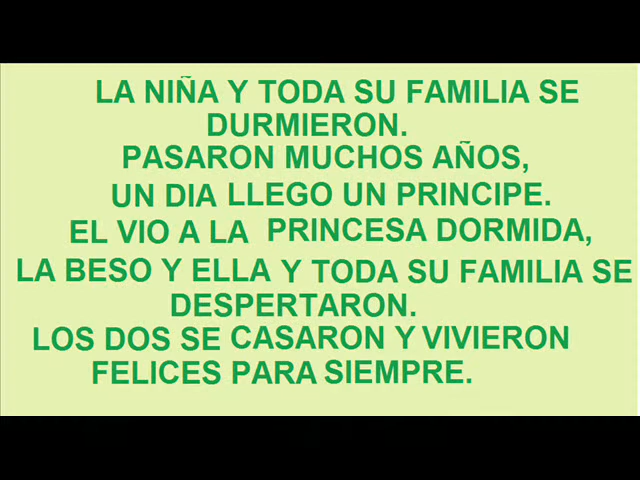 LA NIÑA Y TODA SU FAMILIA SE
DURMIERON.
PASARON MUCHOS AÑOS,
UN DIA LLEGO UN PRINCIPE.
EL VIO A LA PRINCESA DORMIDA,
LA BESO Y ELLA Y TODA SU FAMILIA SE
DESPERTARON.
LOS DOS SE CASARON Y VIVIERON
FELICES PARA SIEMPRE.